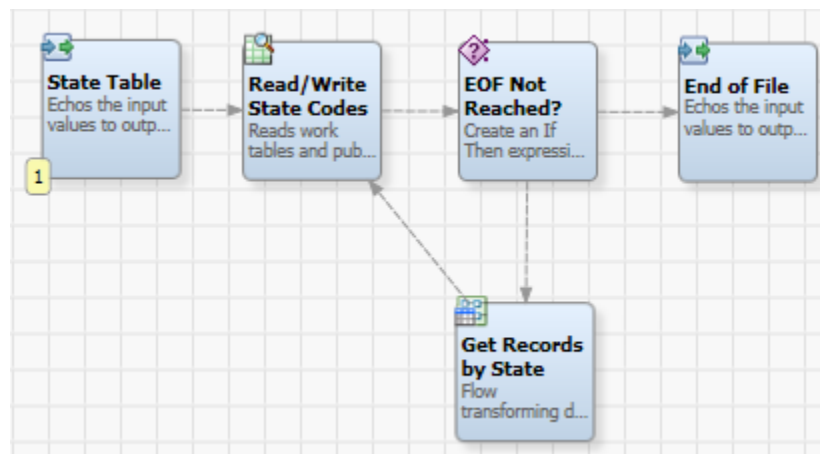 State Table
Echos the input
values to outp...
1
Read/Write
State Codes
Reads work
tables and pub...
?
EOF Not
Reached?
Create an If
Then expressi...
End of File
Echos the input
values to outp...
Get Records
by State
Flow
transforming d...